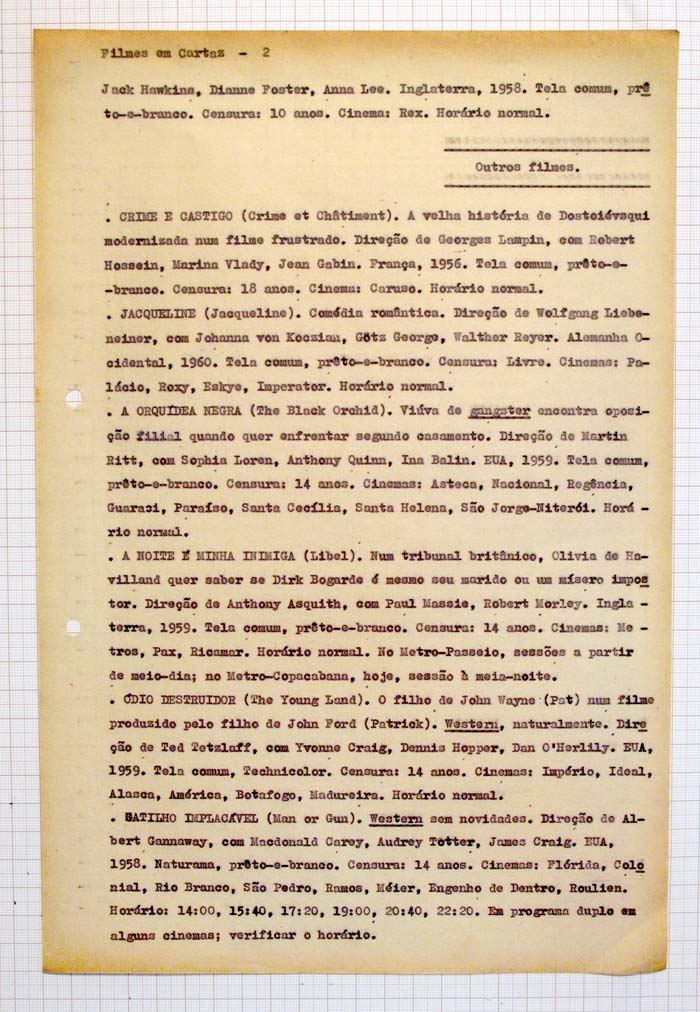 Filmes em Cartaz - 2
Jack Hawkins, Dianne Foster, Anna Lee. Inglaterra, 1958. Tela comum, prê
to-e-branco. Censura: 10 anos. Cinema: Rex. Horário normal.
Outros filmes.
. CRIME E CASTIGO (Crime et Châtiment). A velha história de Dostoiévsqui
modernizada num filme frustrado. Direção de Georges Lampin, com Robert
Hossein, Marina Vlady, Jean Gabin. França, 1956. Tela comum, prêto-e-
-branco. Censura: 18 anos. Cinema: Caruso. Horário normal.
. JACQUELINE (Jacqueline). Comédia romântica. Direção de Wolfgang Liebe-
neiner, com Johanna von Koczian, Götz George, Walther Reyer. Alemanha O-
cidental, 1960. Tela comum, prêto-e-branco. Censura: Livre. Cinemas: Pa-
lácio, Roxy, Eskye, Imperator. Horário normal.
. A ORQUÍDEA NEGRA (The Black Orchid). Viúva de gangster encontra oposi-
ção filial quando quer enfrentar segundo casamento. Direção de Martin
Ritt, com Sophia Loren, Anthony Quinn, Ina Balin. EUA, 1959. Tela comum,
prêto-e-branco. Censura: 14 anos. Cinemas: Asteca, Nacional, Regência,
Guaraci, Paraíso, Santa Cecília, Santa Helena, São Jorge-Niterói. Horá -
rio normal.
. A NOITE É MINHA INIMIGA (Libel). Num tribunal britânico, Olivia de Ha-
villand quer saber se Dirk Bogarde é mesmo seu marido ou um mísero impos
tor. Direção de Anthony Asquith, com Paul Massie, Robert Morley. Ingla -
terra, 1959. Tela comum, prêto-e-branco. Censura: 14 anos. Cinemas: Me -
tros, Pax, Ricamar. Horário normal. No Metro-Passeio, sessões a partir
de meio-dia; no Metro-Copacabana, hoje, sessão à meia-noite.
. ÓDIO DESTRUIDOR (The Young Land). O filho de John Wayne (Pat) num filme
produzido pelo filho de John Ford (Patrick). Western, naturalmente. Dire
ção de Ted Tetzlaff, com Yvonne Craig, Dennis Hopper, Dan O'Herlily. EUA,
1959. Tela comum, Technicolor. Censura: 14 anos. Cinemas: Império, Ideal,
Alasca, América, Botafogo, Madureira. Horário normal.
. GATILHO IMPLACÁVEL (Man or Gun). Western sem novidades. Direção de Al-
bert Gannaway, com Macdonald Carey, Audrey Totter, James Craig. EUA,
1958. Naturama, prêto-e-branco. Censura: 14 anos. Cinemas: Flórida, Colo
nial, Rio Branco, São Pedro, Ramos, Méier, Engenho de Dentro, Roulien.
Horário: 14:00, 15:40, 17:20, 19:00, 20:40, 22:20. Em programa duplo em
alguns cinemas; verificar o horário.